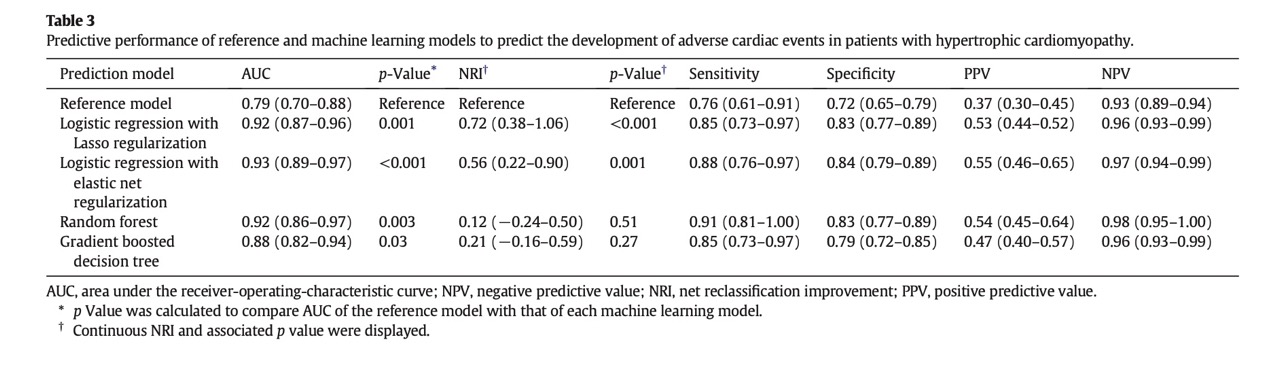 Table 3
Predictive performance of reference and machine learning models to predict the development of adverse cardiac events in patients with hypertrophic cardiomyopathy.
Prediction model AUC p-Value* NRI† p-Value† Sensitivity Specificity PPV NPV
Reference model 0.79 (0.70–0.88) Reference Reference Reference 0.76 (0.61–0.91) 0.72 (0.65–0.79) 0.37 (0.30–0.45) 0.93 (0.89–0.94)
Logistic regression with 0.92 (0.87–0.96) 0.001 0.72 (0.38–1.06) <0.001 0.85 (0.73–0.97) 0.83 (0.77–0.89) 0.53 (0.44–0.52) 0.96 (0.93–0.99)
Lasso regularization
Logistic regression with 0.93 (0.89–0.97) <0.001 0.56 (0.22–0.90) 0.001 0.88 (0.76–0.97) 0.84 (0.79–0.89) 0.55 (0.46–0.65) 0.97 (0.94–0.99)
elastic net
regularization
Random forest 0.92 (0.86–0.97) 0.003 0.12 (−0.24–0.50) 0.51 0.91 (0.81–1.00) 0.83 (0.77–0.89) 0.54 (0.45–0.64) 0.98 (0.95–1.00)
Gradient boosted 0.88 (0.82–0.94) 0.03 0.21 (−0.16–0.59) 0.27 0.85 (0.73–0.97) 0.79 (0.72–0.85) 0.47 (0.40–0.57) 0.96 (0.93–0.99)
decision tree
AUC, area under the receiver-operating-characteristic curve; NPV, negative predictive value; NRI, net reclassification improvement; PPV, positive predictive value.
* p Value was calculated to compare AUC of the reference model with that of each machine learning model.
† Continuous NRI and associated p value were displayed.